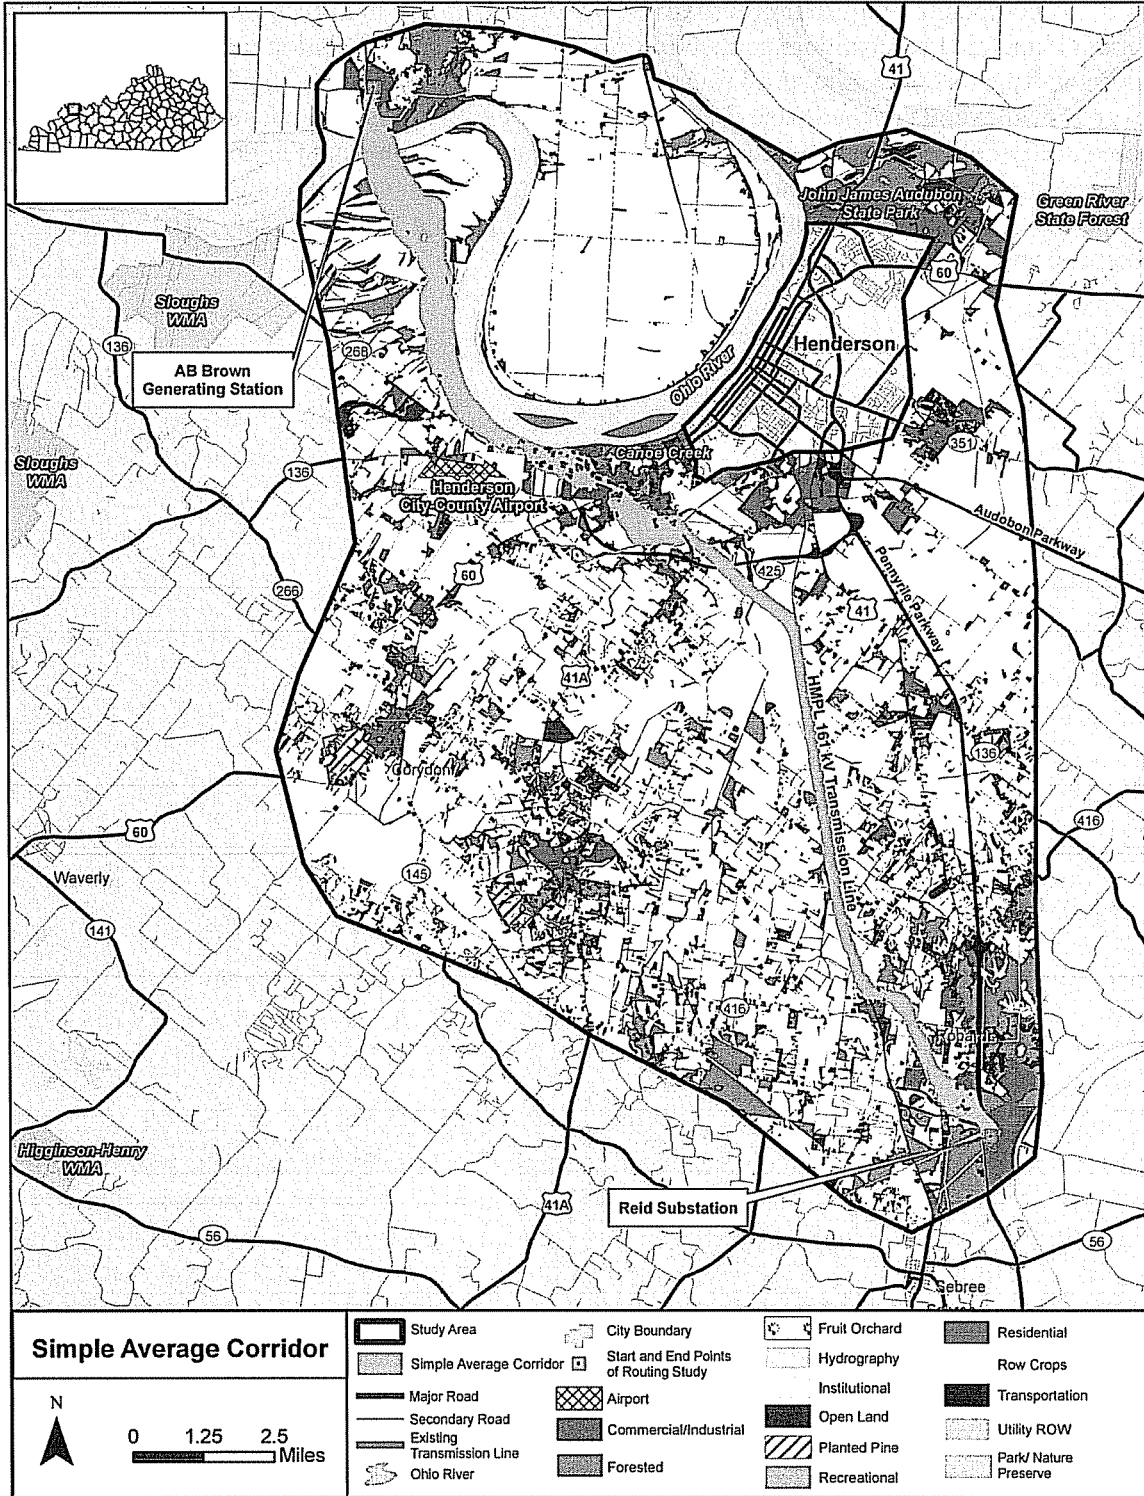 41
John James Audubon
State Park
Green River
State Forest
60
Sloughs
WMA
136
268
AB Brown
Generating Station
Henderson
Ohio River
351
Sloughs
WMA
136
Canoe Creek
Henderson
City-County Airport
Audobon Parkway
60
425
Pennyrile Parkway
266
41
41A
HMPL 161 kV Transmission Line
136
Corydon
60
416
Waverly
145
141
416
Robards
Higginson-Henry
WMA
Reid Substation
41A
56
56
Sebree
Simple Average Corridor
N
0 1.25 2.5
Miles
Study Area
Simple Average Corridor
Major Road
Secondary Road
Existing
Transmission Line
Ohio River
City Boundary
Start and End Points
of Routing Study
Airport
Commercial/Industrial
Forested
Fruit Orchard
Hydrography
Institutional
Open Land
Planted Pine
Recreational
Residential
Row Crops
Transportation
Utility ROW
Park/ Nature
Preserve